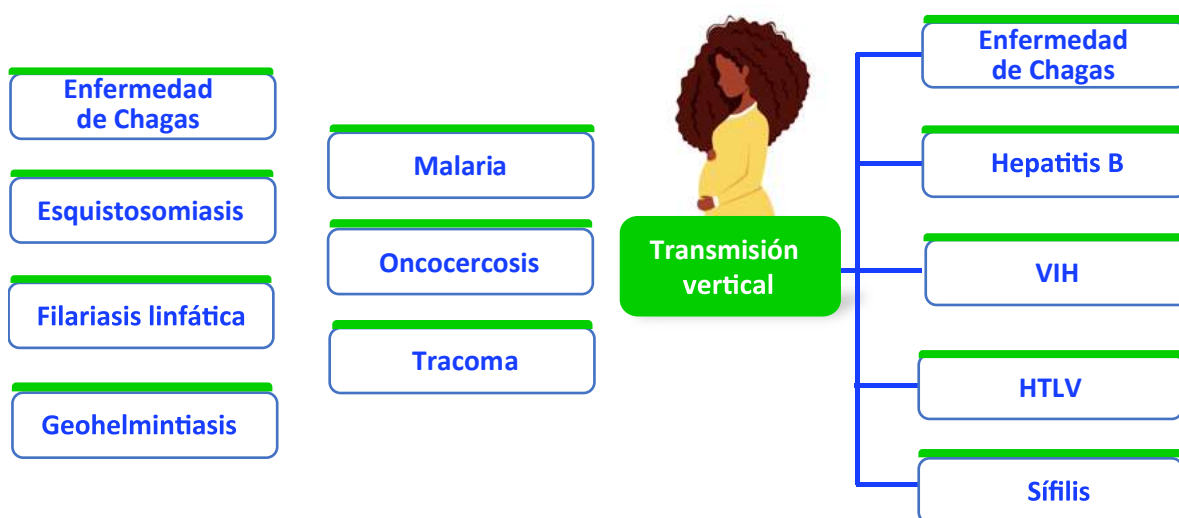 Enfermedad
de Chagas
Esquistosomiasis
Filariasis linfática
Geohelmintiasis
Malaria
Oncocercosis
Tracoma
Transmisión
vertical
Enfermedad
de Chagas
Hepatitis B
VIH
HTLV
Sífilis